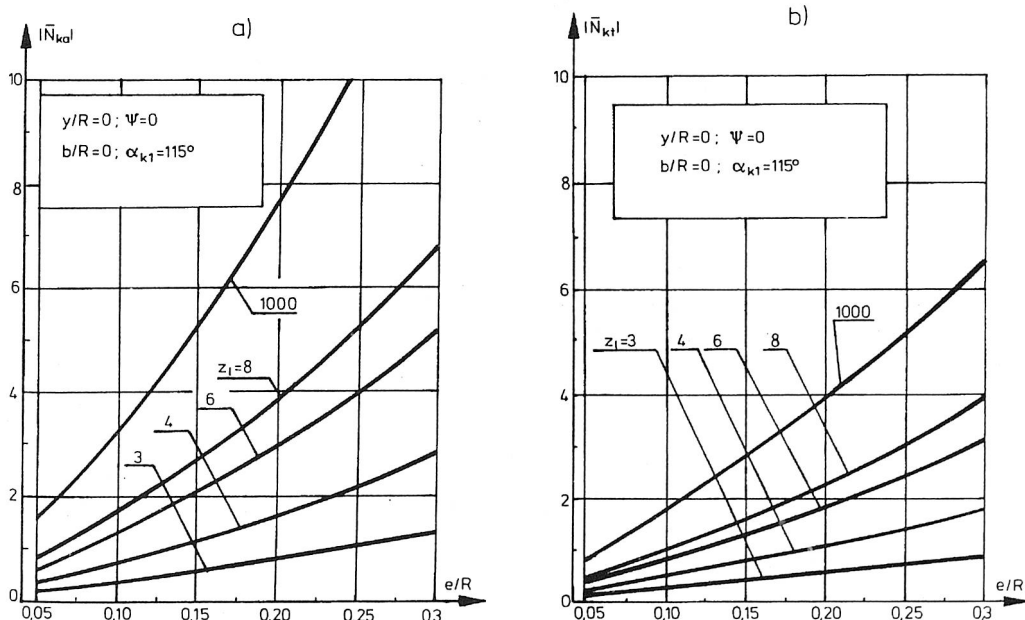 a)
|N̄ka|
10
8
6
4
2
0
y/R=0 ; Ψ=0
b/R=0 ; αk1=115°
1000
zl=8
6
4
3
0,05
0,10
0,15
0,20
0,25
0,3
e/R
b)
|N̄kt|
10
8
6
4
2
0
y/R=0 ; Ψ=0
b/R=0 ; αk1=115°
zl=3
4
6
8
1000
0,05
0,10
0,15
0,20
0,25
0,3
e/R